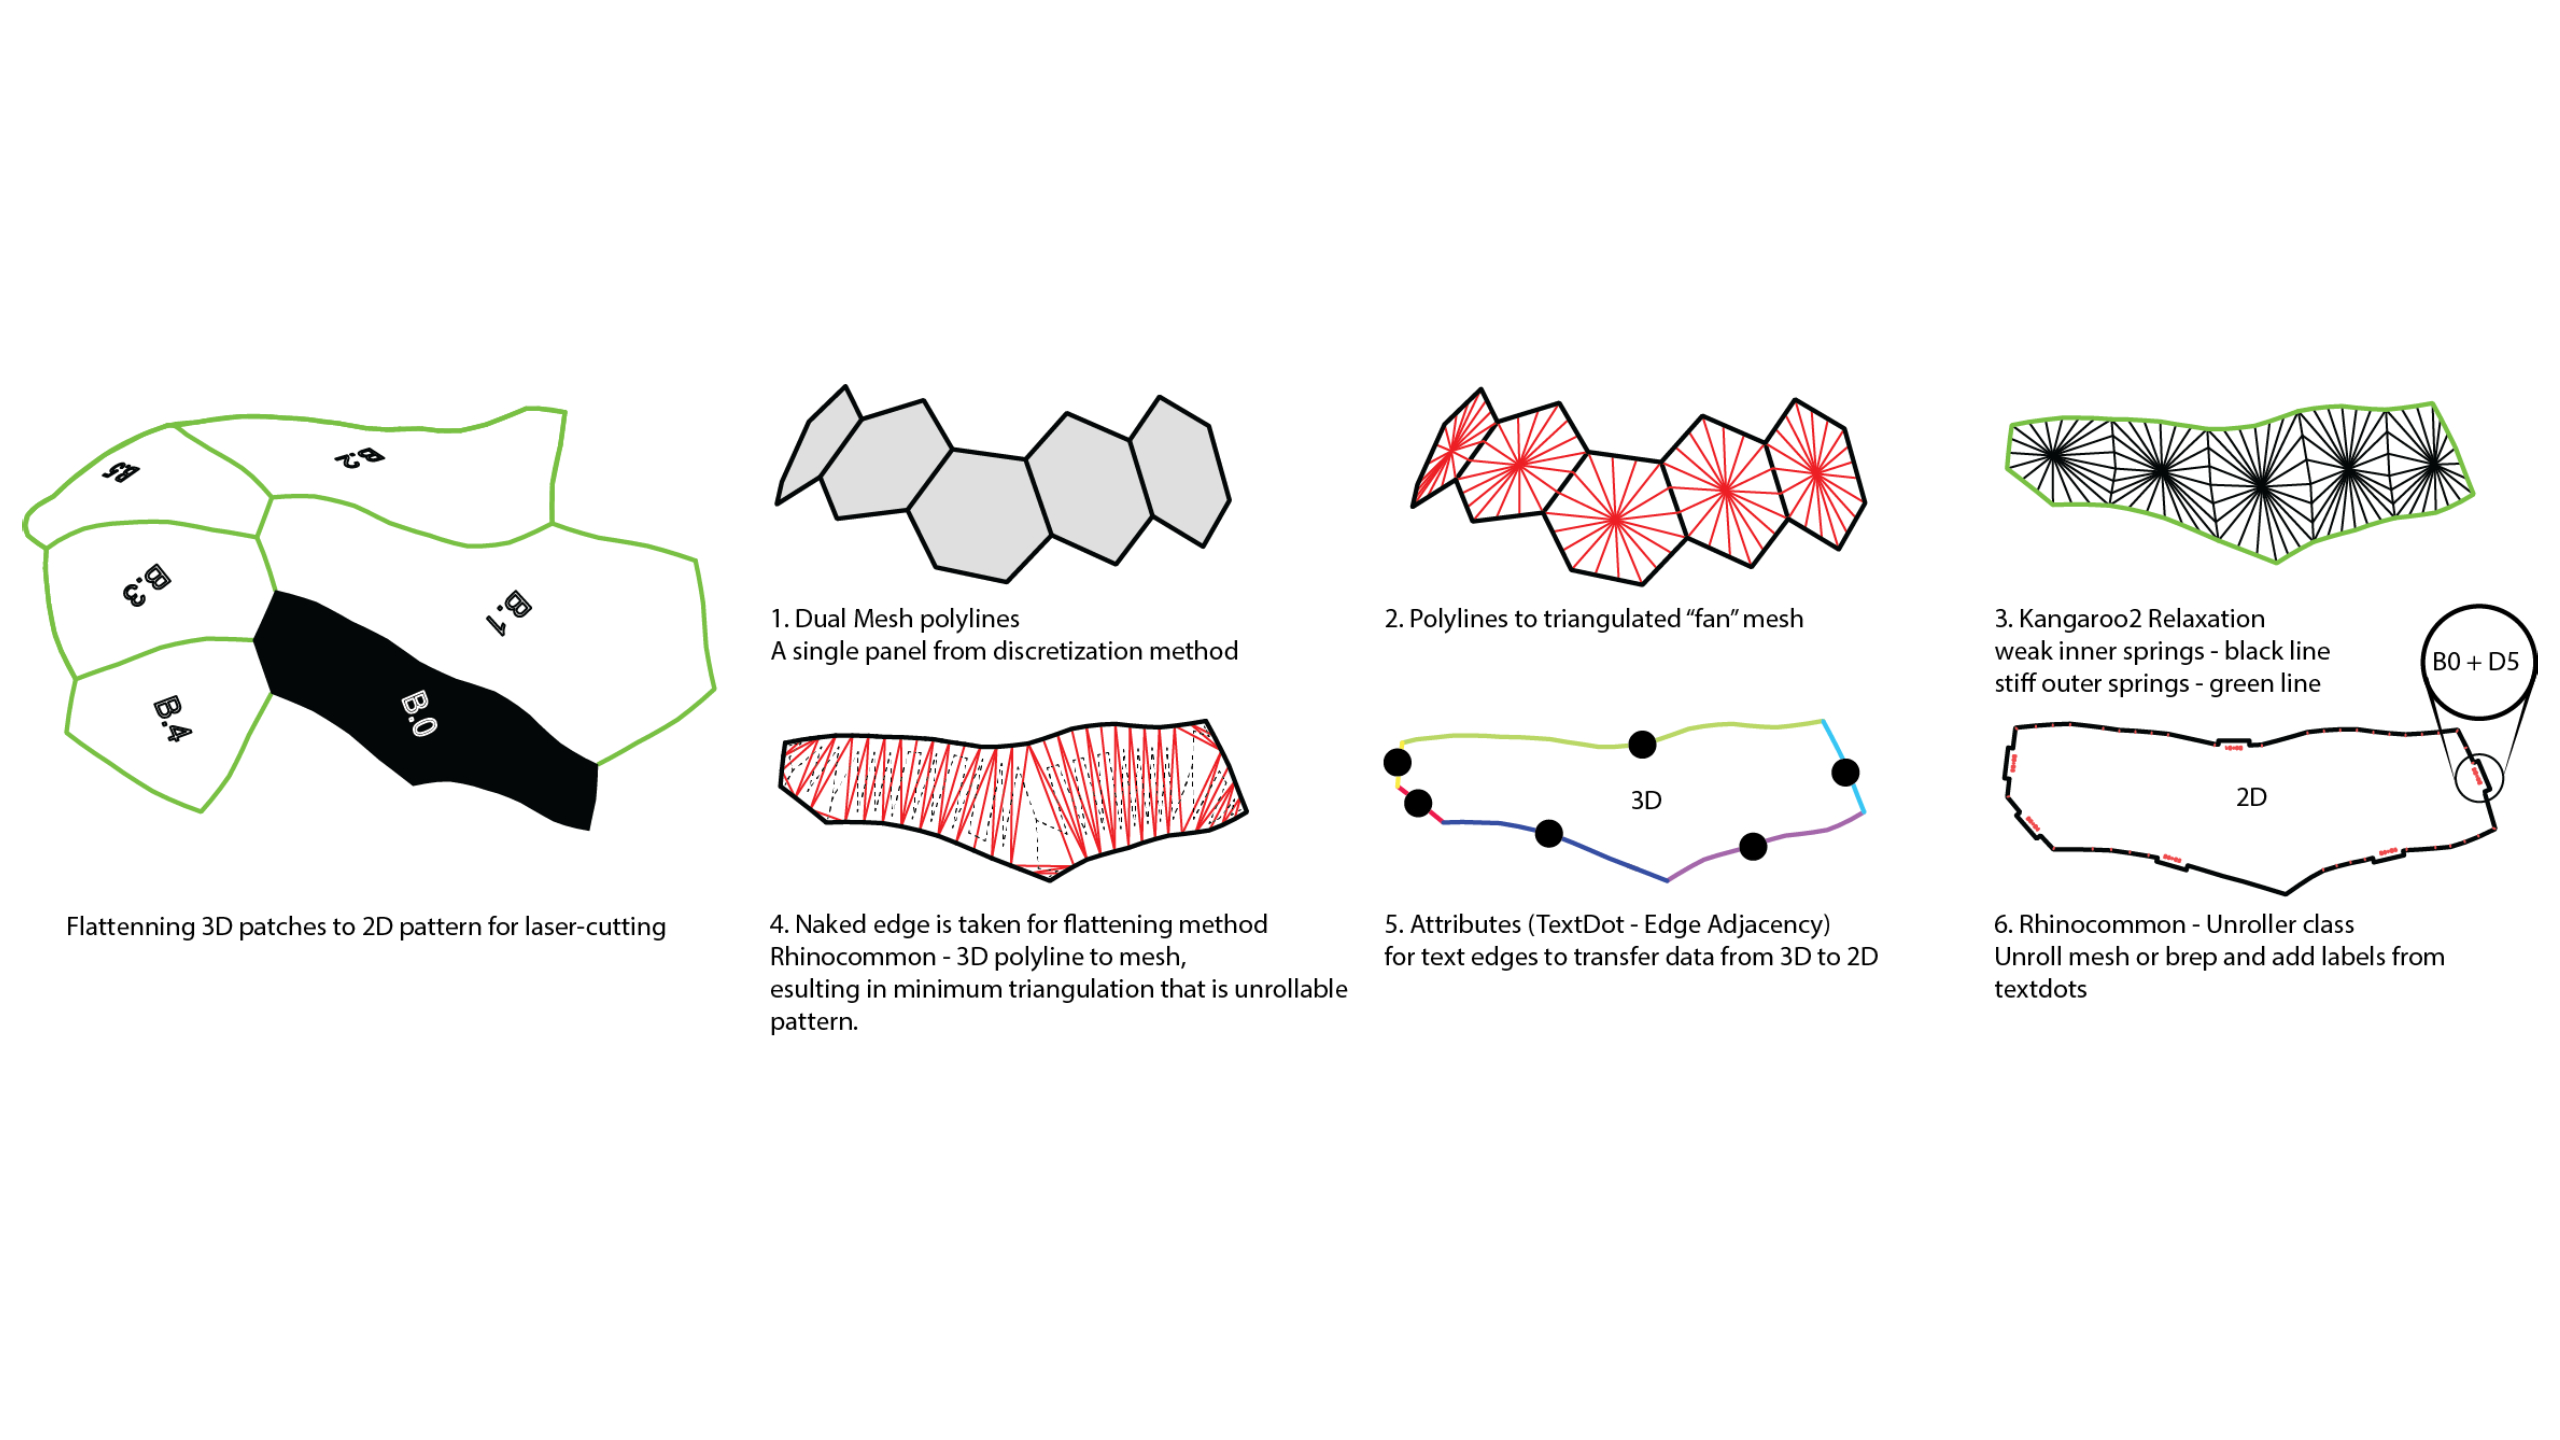 B:5
B:2
B:3
B:1
B:4
B:0
Flattenning 3D patches to 2D pattern for laser-cutting
1. Dual Mesh polylines
A single panel from discretization method
2. Polylines to triangulated “fan” mesh
3. Kangaroo2 Relaxation
weak inner springs - black line
stiff outer springs - green line
B0 + D5
4. Naked edge is taken for flattening method
Rhinocommon - 3D polyline to mesh,
esulting in minimum triangulation that is unrollable
pattern.
3D
5. Attributes (TextDot - Edge Adjacency)
for text edges to transfer data from 3D to 2D
2D
6. Rhinocommon - Unroller class
Unroll mesh or brep and add labels from
textdots